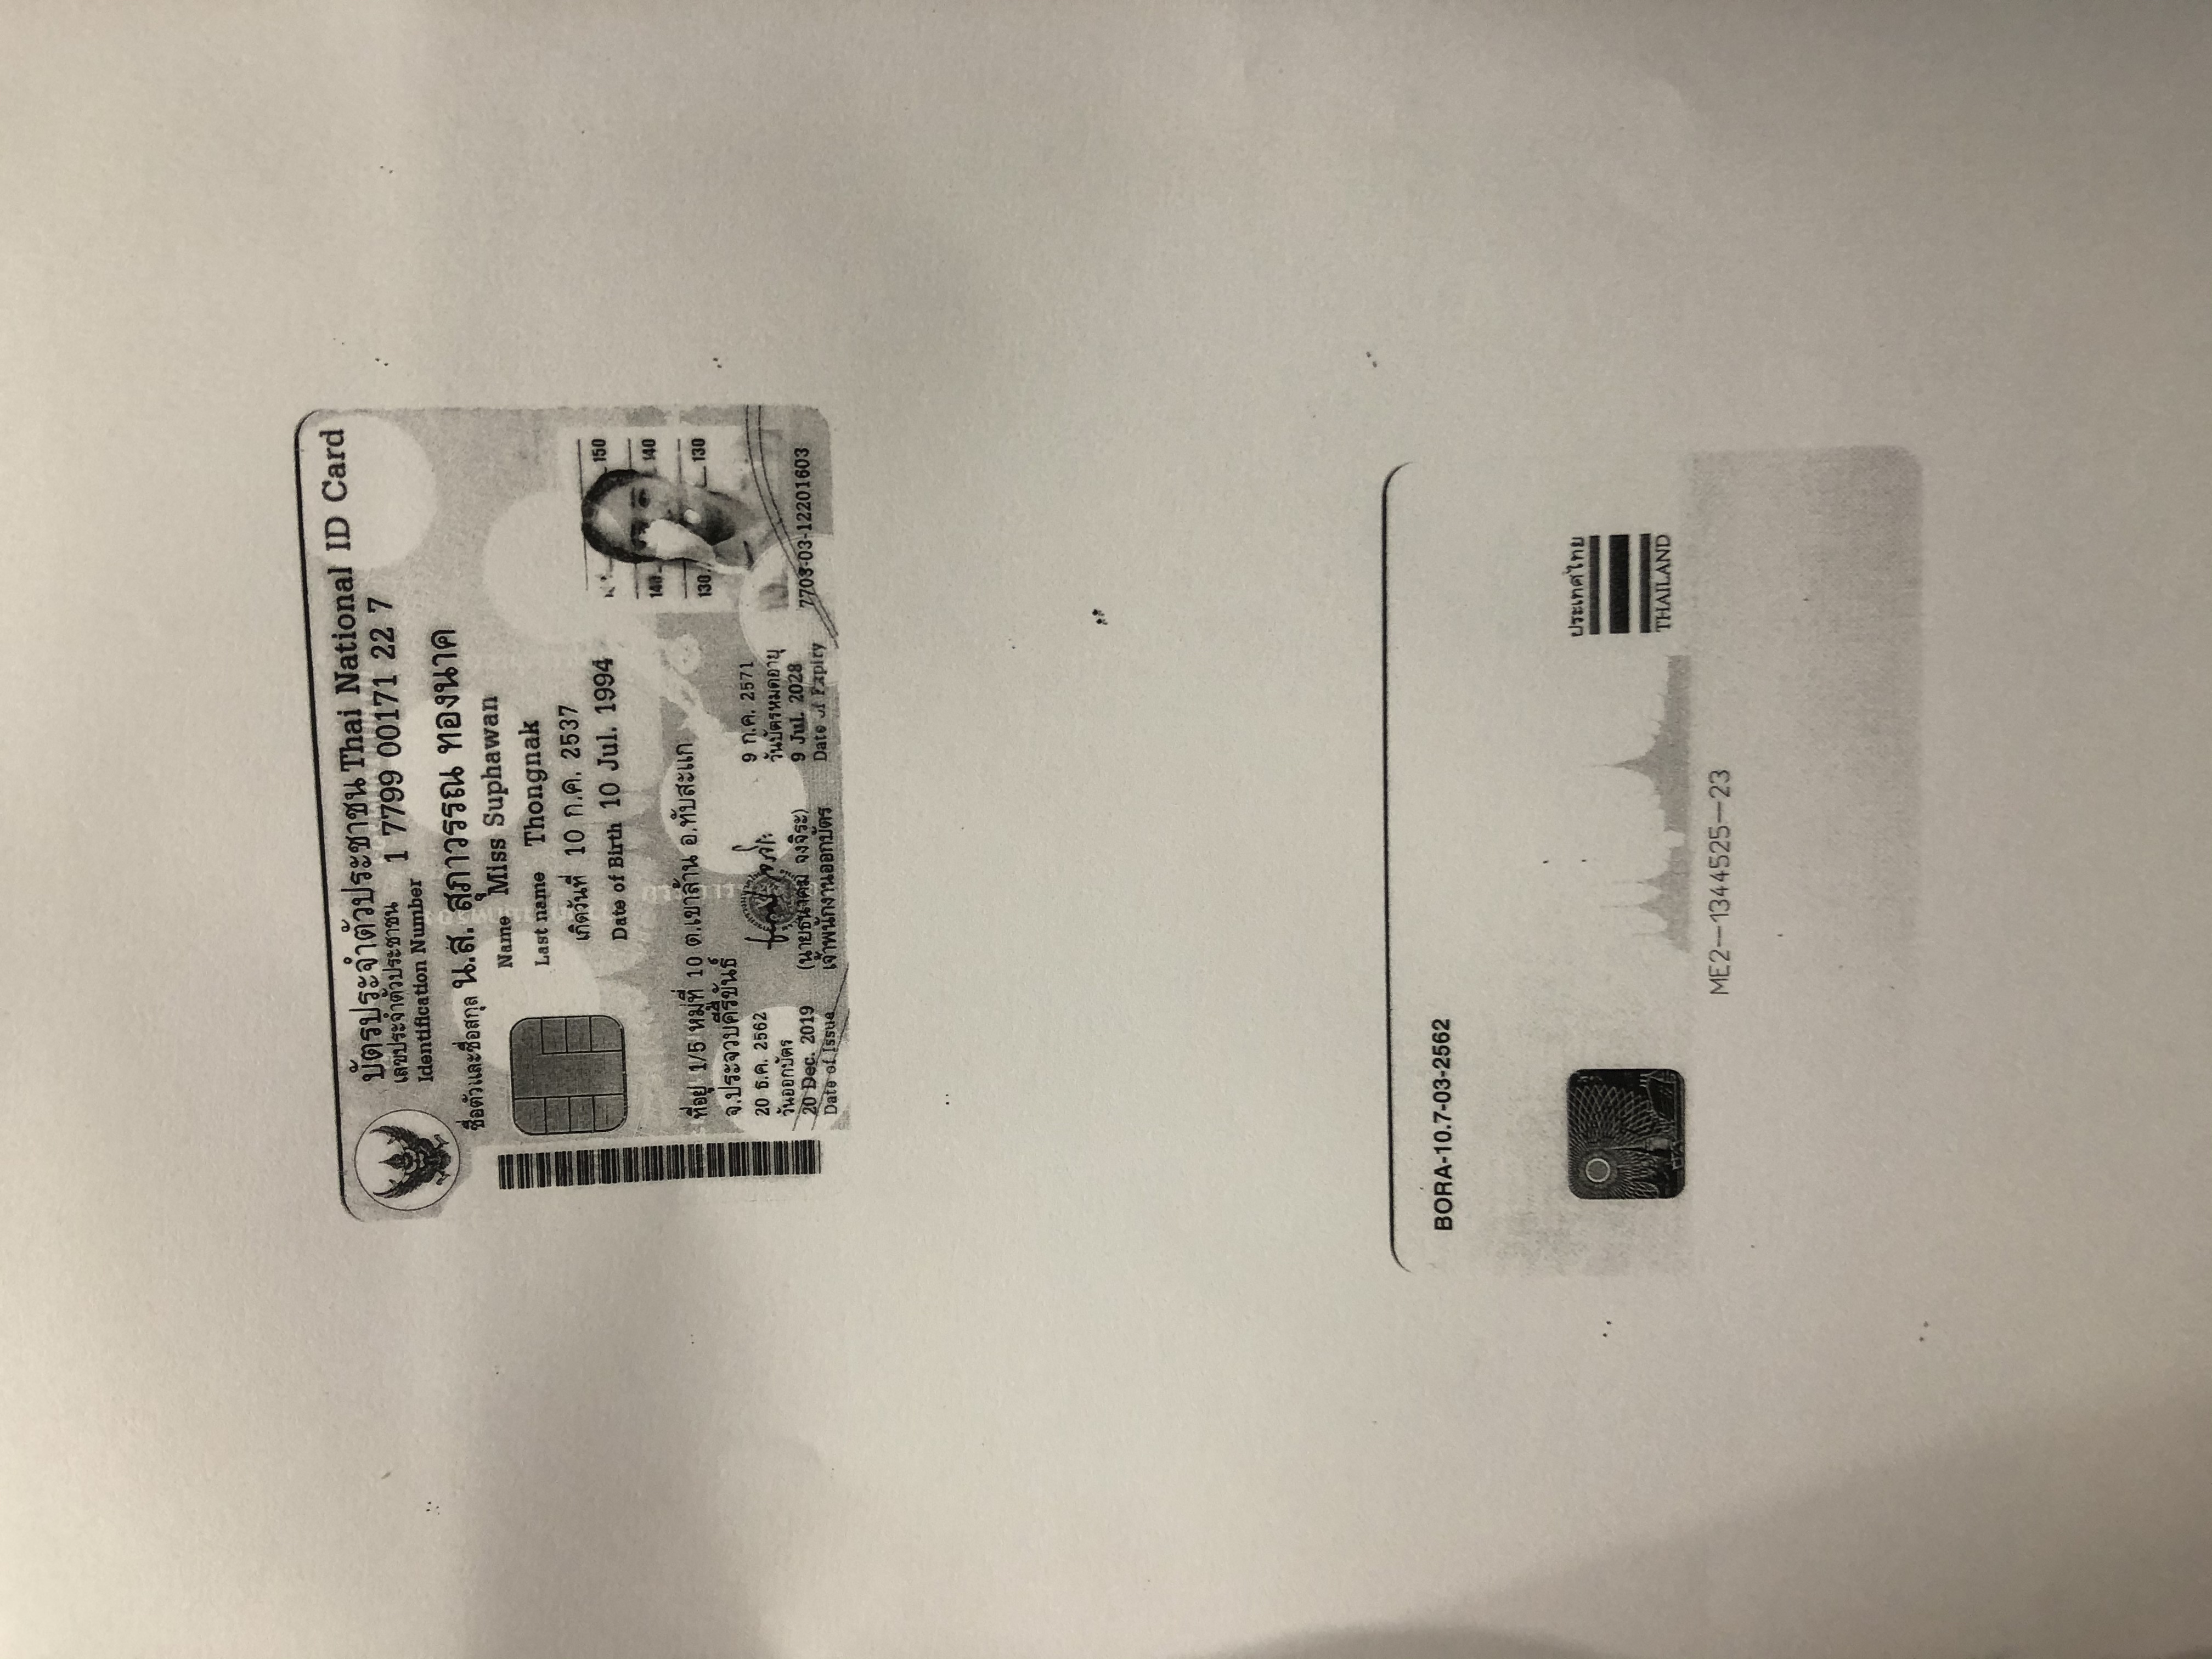 บัตรประจำตัวประชาชน Thai National ID Card
เลขประจำตัวประชาชน 1 7799 00171 22 7
Identification Number
ชื่อตัวและชื่อสกุล น.ส. สุภาวรรณ ทองนาค
Name Miss Suphawan
Last name Thongnak
เกิดวันที่ 10 ก.ค. 2537
Date of Birth 10 Jul. 1994
150
140 140
130 130
ที่อยู่ 1/5 หมู่ที่ 10 ต.เขาล้าน อ.ทับสะแก
จ.ประจวบคีรีขันธ์
20 ธ.ค. 2562
วันออกบัตร
20 Dec. 2019
Date of Issue
(นายธนาคม จงจิระ)
เจ้าพนักงานออกบัตร
9 ก.ค. 2571
วันบัตรหมดอายุ
9 Jul. 2028
Date of Expiry
7703-03-12201603
BORA-10.7-03-2562
ประเทศไทย
THAILAND
ME2-1344525-23